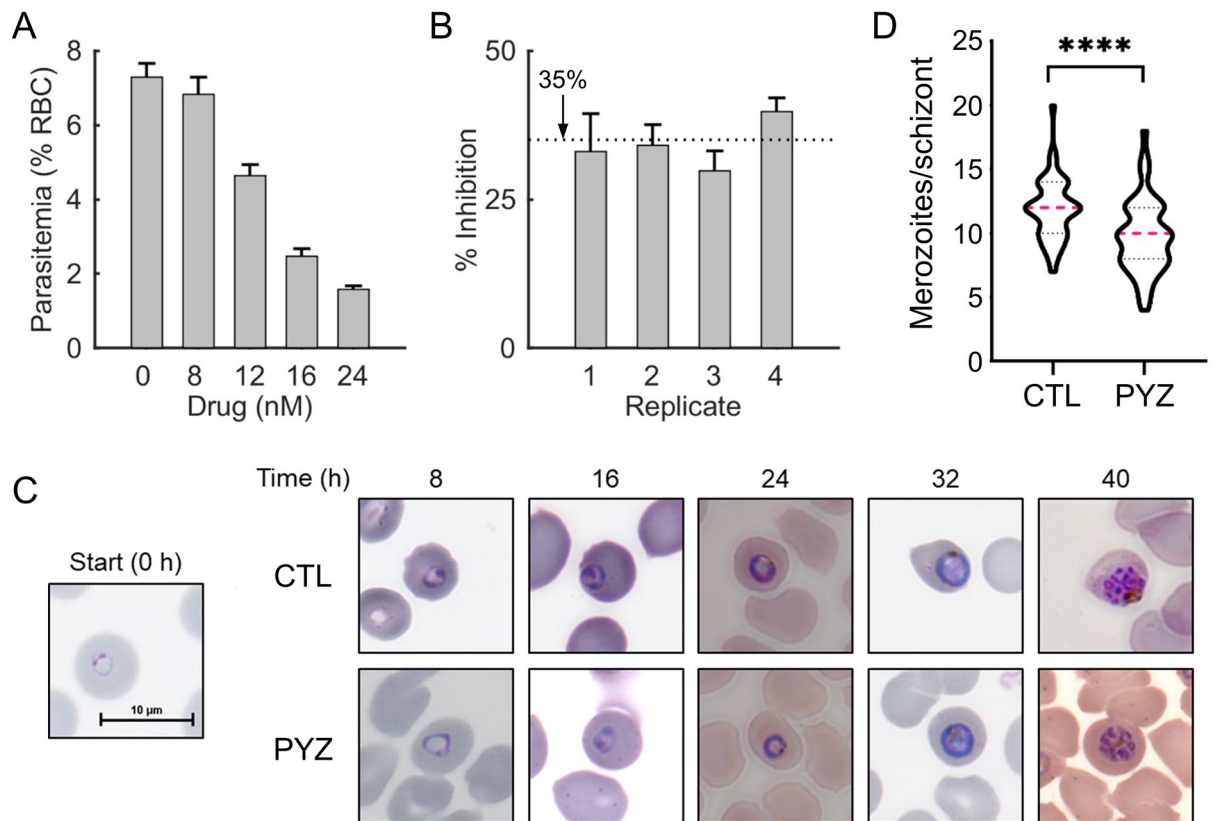 A
Parasitemia (% RBC)
8
6
4
2
0
0 8 12 16 24
Drug (nM)
B
% Inhibition
50
25
0
35%
1 2 3 4
Replicate
D
Merozoites/schizont
25
20
15
10
5
0
****
CTL PYZ
C
Time (h) 8 16 24 32 40
Start (0 h)
10 µm
CTL
PYZ